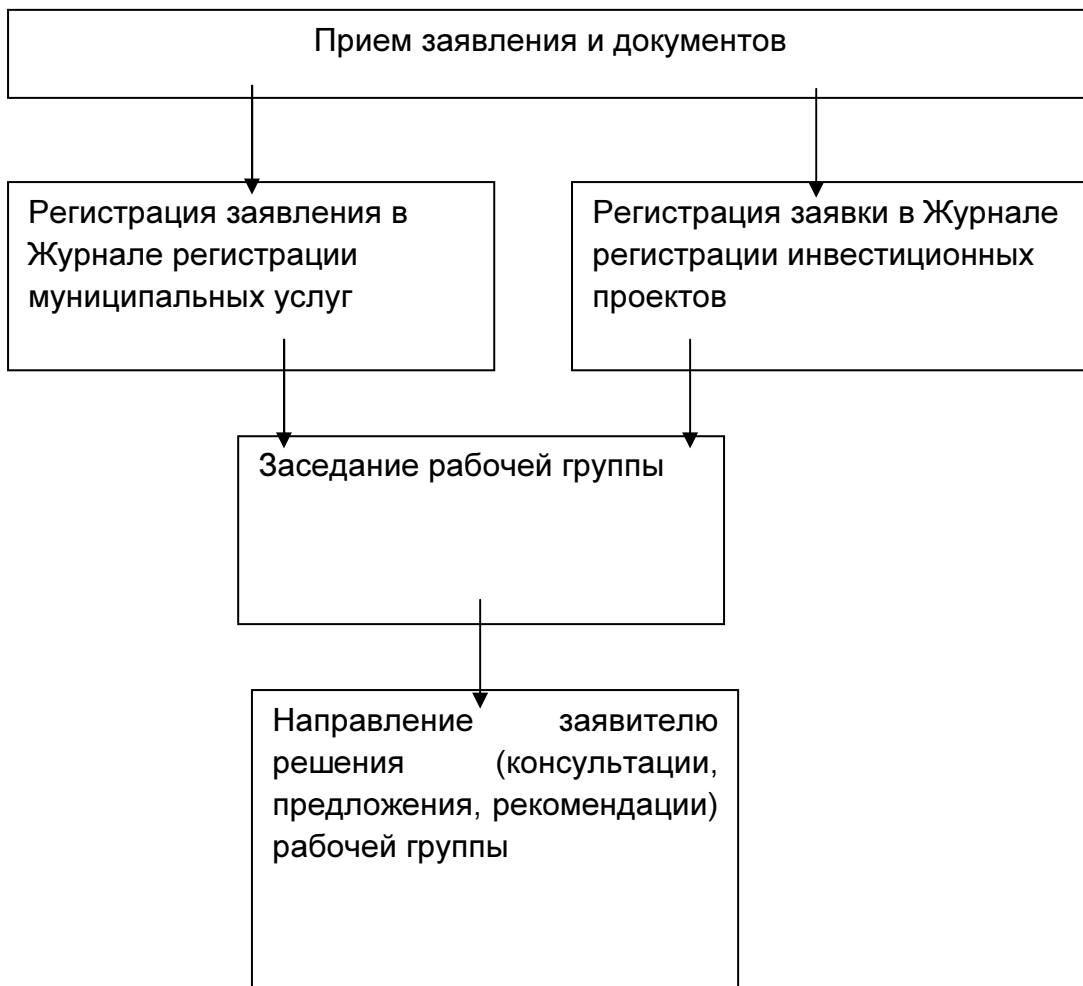 Прием заявления и документов
Регистрация заявления в
Журнале регистрации
муниципальных услуг
Регистрация заявки в Журнале
регистрации инвестиционных
проектов
Заседание рабочей группы
Направление заявителю
решения (консультации,
предложения, рекомендации)
рабочей группы